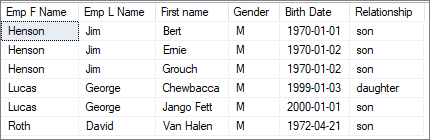 Emp F Name Emp L Name First name Gender Birth Date Relationship
Henson Jim Bert M 1970-01-01 son
Henson Jim Ernie M 1970-01-02 son
Henson Jim Grouch M 1970-01-02 son
Lucas George Chewbacca M 1999-01-03 daughter
Lucas George Jango Fett M 2000-01-01 son
Roth David Van Halen M 1972-04-21 son